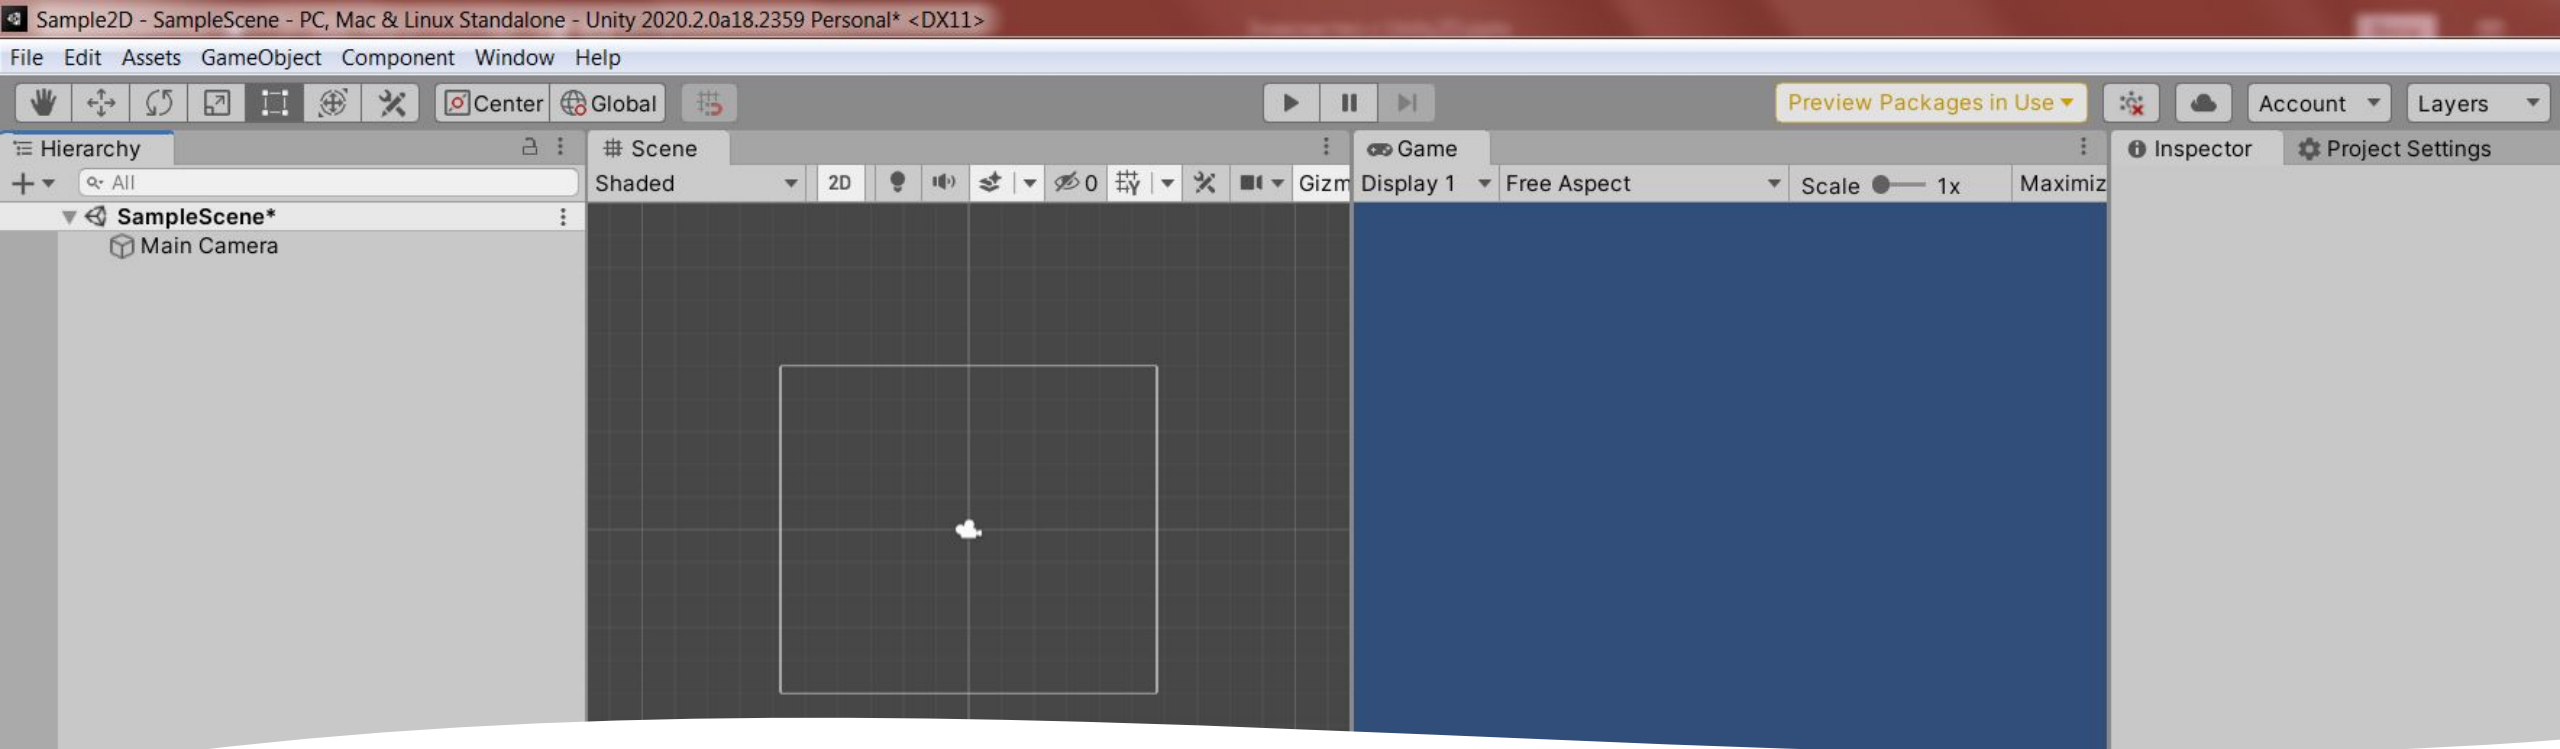 Sample2D - SampleScene - PC, Mac & Linux Standalone - Unity 2020.2.0a18.2359 Personal* <DX11>
File Edit Assets GameObject Component Window Help
Center Global Preview Packages in Use Account Layers
Hierarchy Scene Game Inspector Project Settings
All Shaded 2D 0 Gizm Display 1 Free Aspect Scale 1x Maximiz
SampleScene*
Main Camera